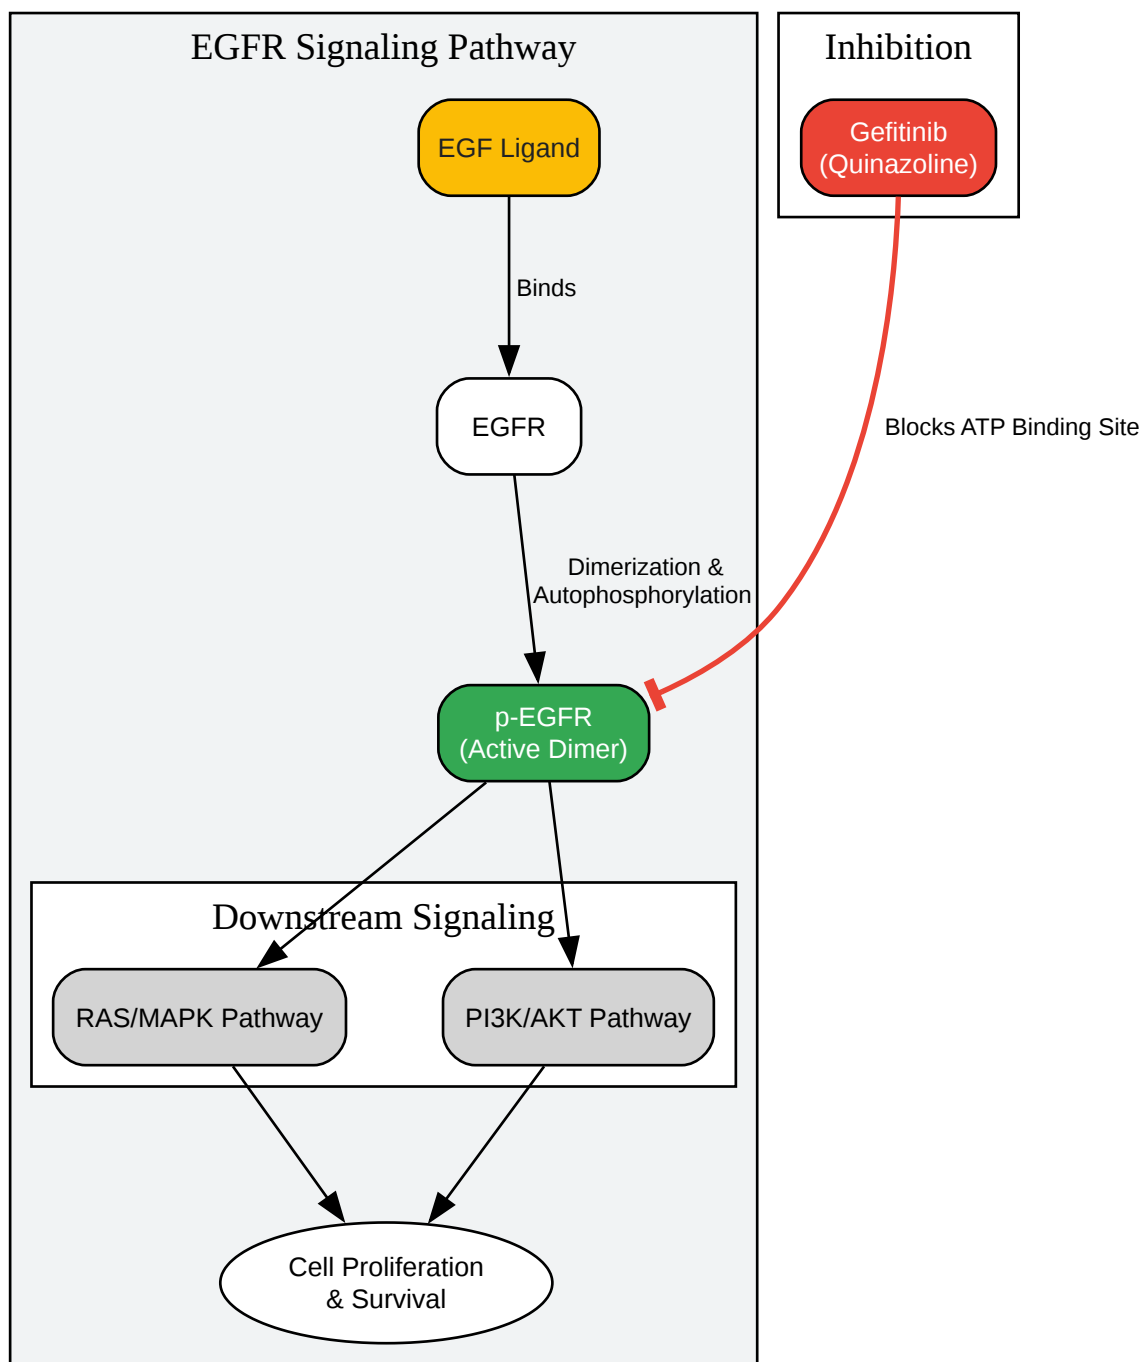 EGFR Signaling Pathway
Inhibition
EGF Ligand
Gefitinib
(Quinazoline)
Binds
EGFR
Blocks ATP Binding Site
Dimerization &
Autophosphorylation
p-EGFR
(Active Dimer)
Downstream Signaling
RAS/MAPK Pathway
PI3K/AKT Pathway
Cell Proliferation
& Survival